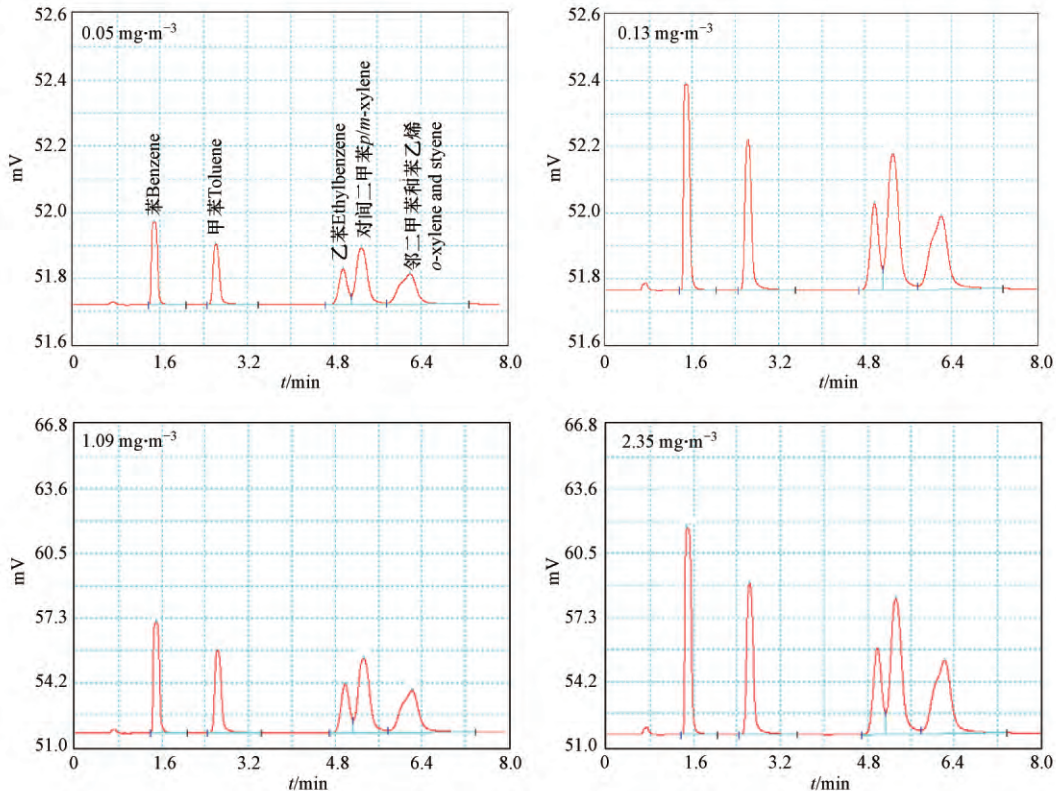 0.05 mg·m⁻³
52.6
52.4
52.2
52.0
51.8
51.6
mV
苯Benzene
甲苯Toluene
乙苯Ethylbenzene
对间二甲苯p/m-xylene
邻二甲苯和苯乙烯
o-xylene and styene
0 1.6 3.2 4.8 6.4 8.0
t/min
0.13 mg·m⁻³
52.6
52.4
52.2
52.0
51.8
51.6
mV
0 1.6 3.2 4.8 6.4 8.0
t/min
1.09 mg·m⁻³
66.8
63.6
60.5
57.3
54.2
51.0
mV
0 1.6 3.2 4.8 6.4 8.0
t/min
2.35 mg·m⁻³
66.8
63.6
60.5
57.3
54.2
51.0
mV
0 1.6 3.2 4.8 6.4 8.0
t/min